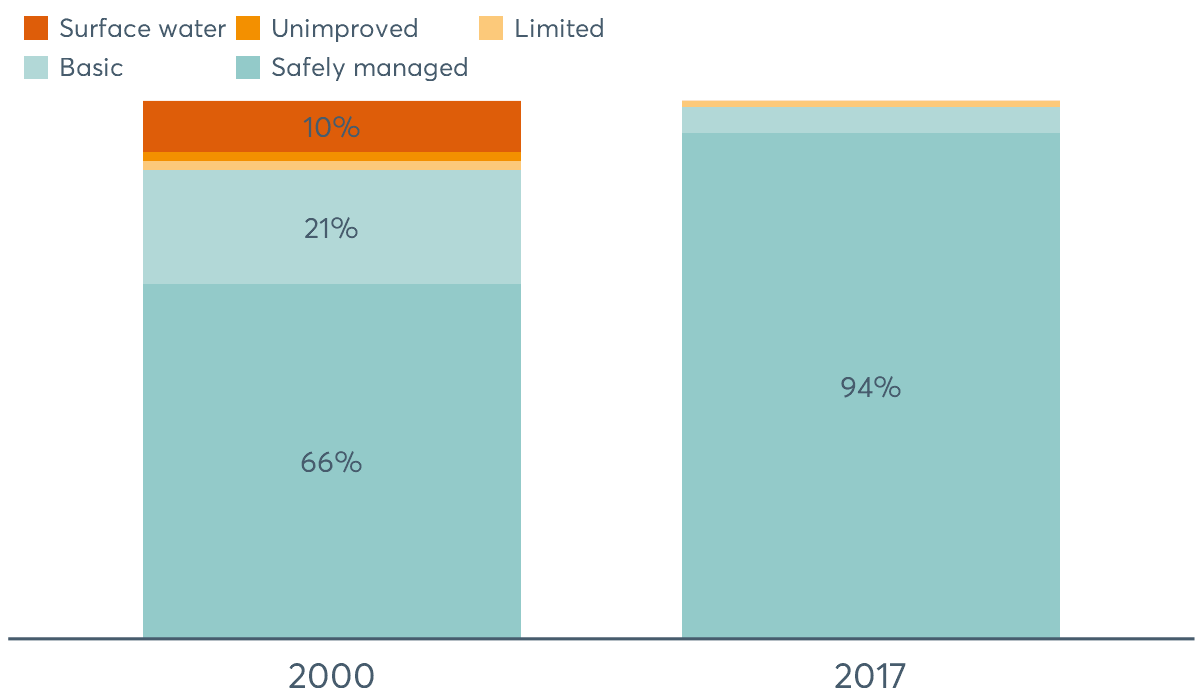 Surface water Unimproved Limited
Basic Safely managed
10%
21%
66%
94%
2000 2017